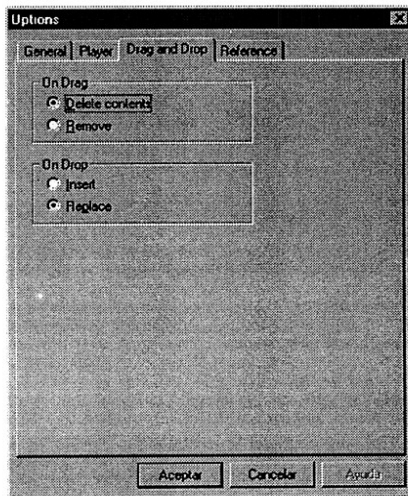 Options
General Player Drag and Drop Reference
On Drag
Delete contents
Remove
On Drop
Insert
Replace
Aceptar Cancelar Ayuda